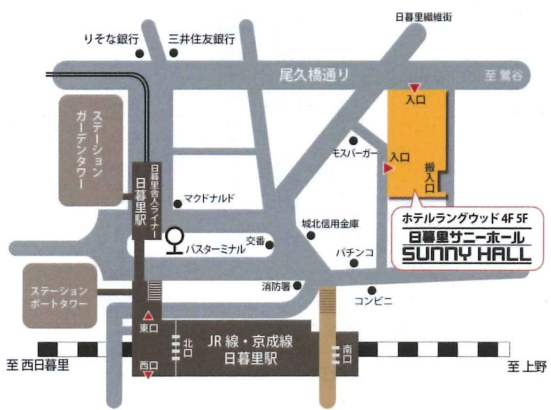 日暮里繊維街
りそな銀行
三井住友銀行
尾久橋通り
至 鶯谷
入口
ステーション
ガーデンタワー
モスバーガー
入口
搬入口
日暮里舎人ライナー
日暮里駅
マクドナルド
ホテルラングウッド 4F 5F
日暮里サニーホール
SUNNY HALL
城北信用金庫
交番
バスターミナル
パチンコ
ステーション
ポートタワー
消防署
コンビニ
東口
北口
JR 線・京成線
日暮里駅
南口
西口
至 西日暮里
至 上野